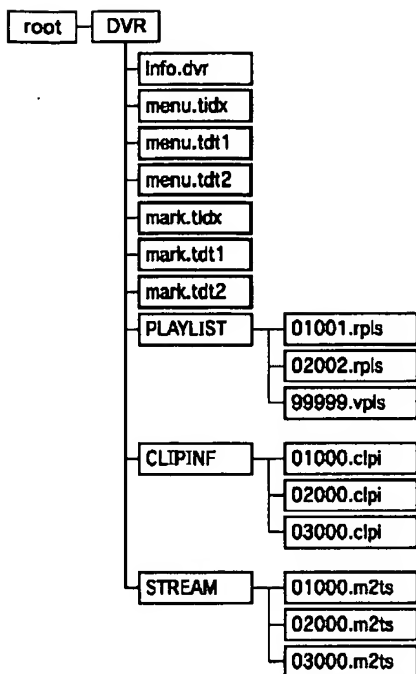 root DVR
Info.dvr
menu.tidx
menu.tdt1
menu.tdt2
mark.tidx
mark.tdt1
mark.tdt2
PLAYLIST 01001.rpls
02002.rpls
99999.vpls
CLIPINF 01000.clpi
02000.clpi
03000.clpi
STREAM 01000.m2ts
02000.m2ts
03000.m2ts